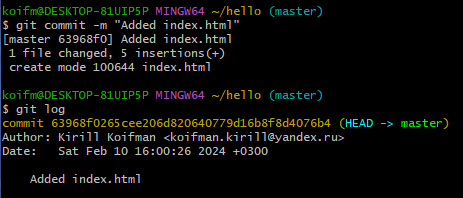 koifm@DESKTOP-81UIP5P MINGW64 ~/hello (master)
$ git commit -m "Added index.html"
[master 63968f0] Added index.html
 1 file changed, 5 insertions(+)
 create mode 100644 index.html
koifm@DESKTOP-81UIP5P MINGW64 ~/hello (master)
$ git log
commit 63968f0265cee206d820640779d16b8f8d4076b4 (HEAD -> master)
Author: Kirill Koifman <koifman.kirill@yandex.ru>
Date:   Sat Feb 10 16:00:26 2024 +0300
    Added index.html